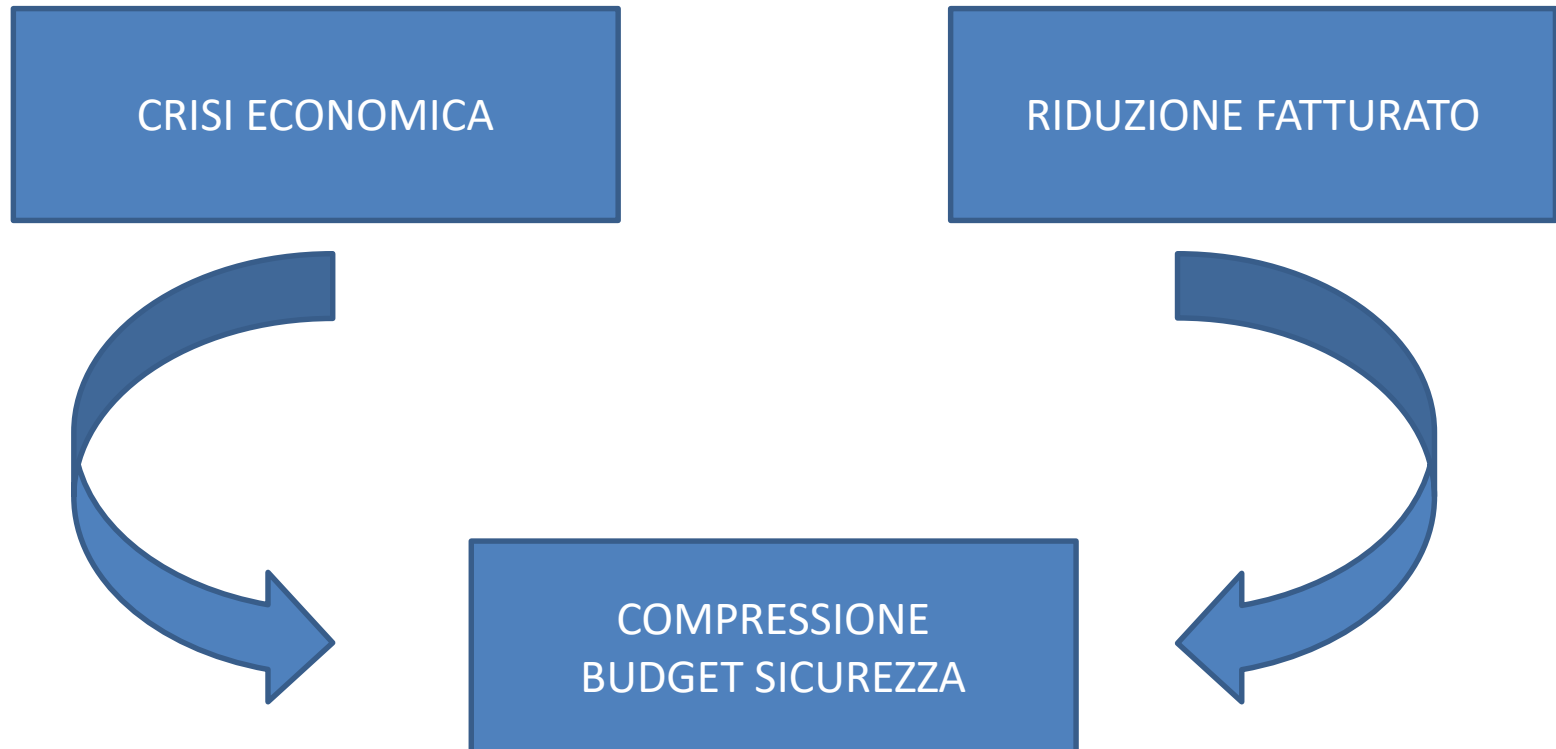 CRISI ECONOMICA
RIDUZIONE FATTURATO
COMPRESSIONE
BUDGET SICUREZZA